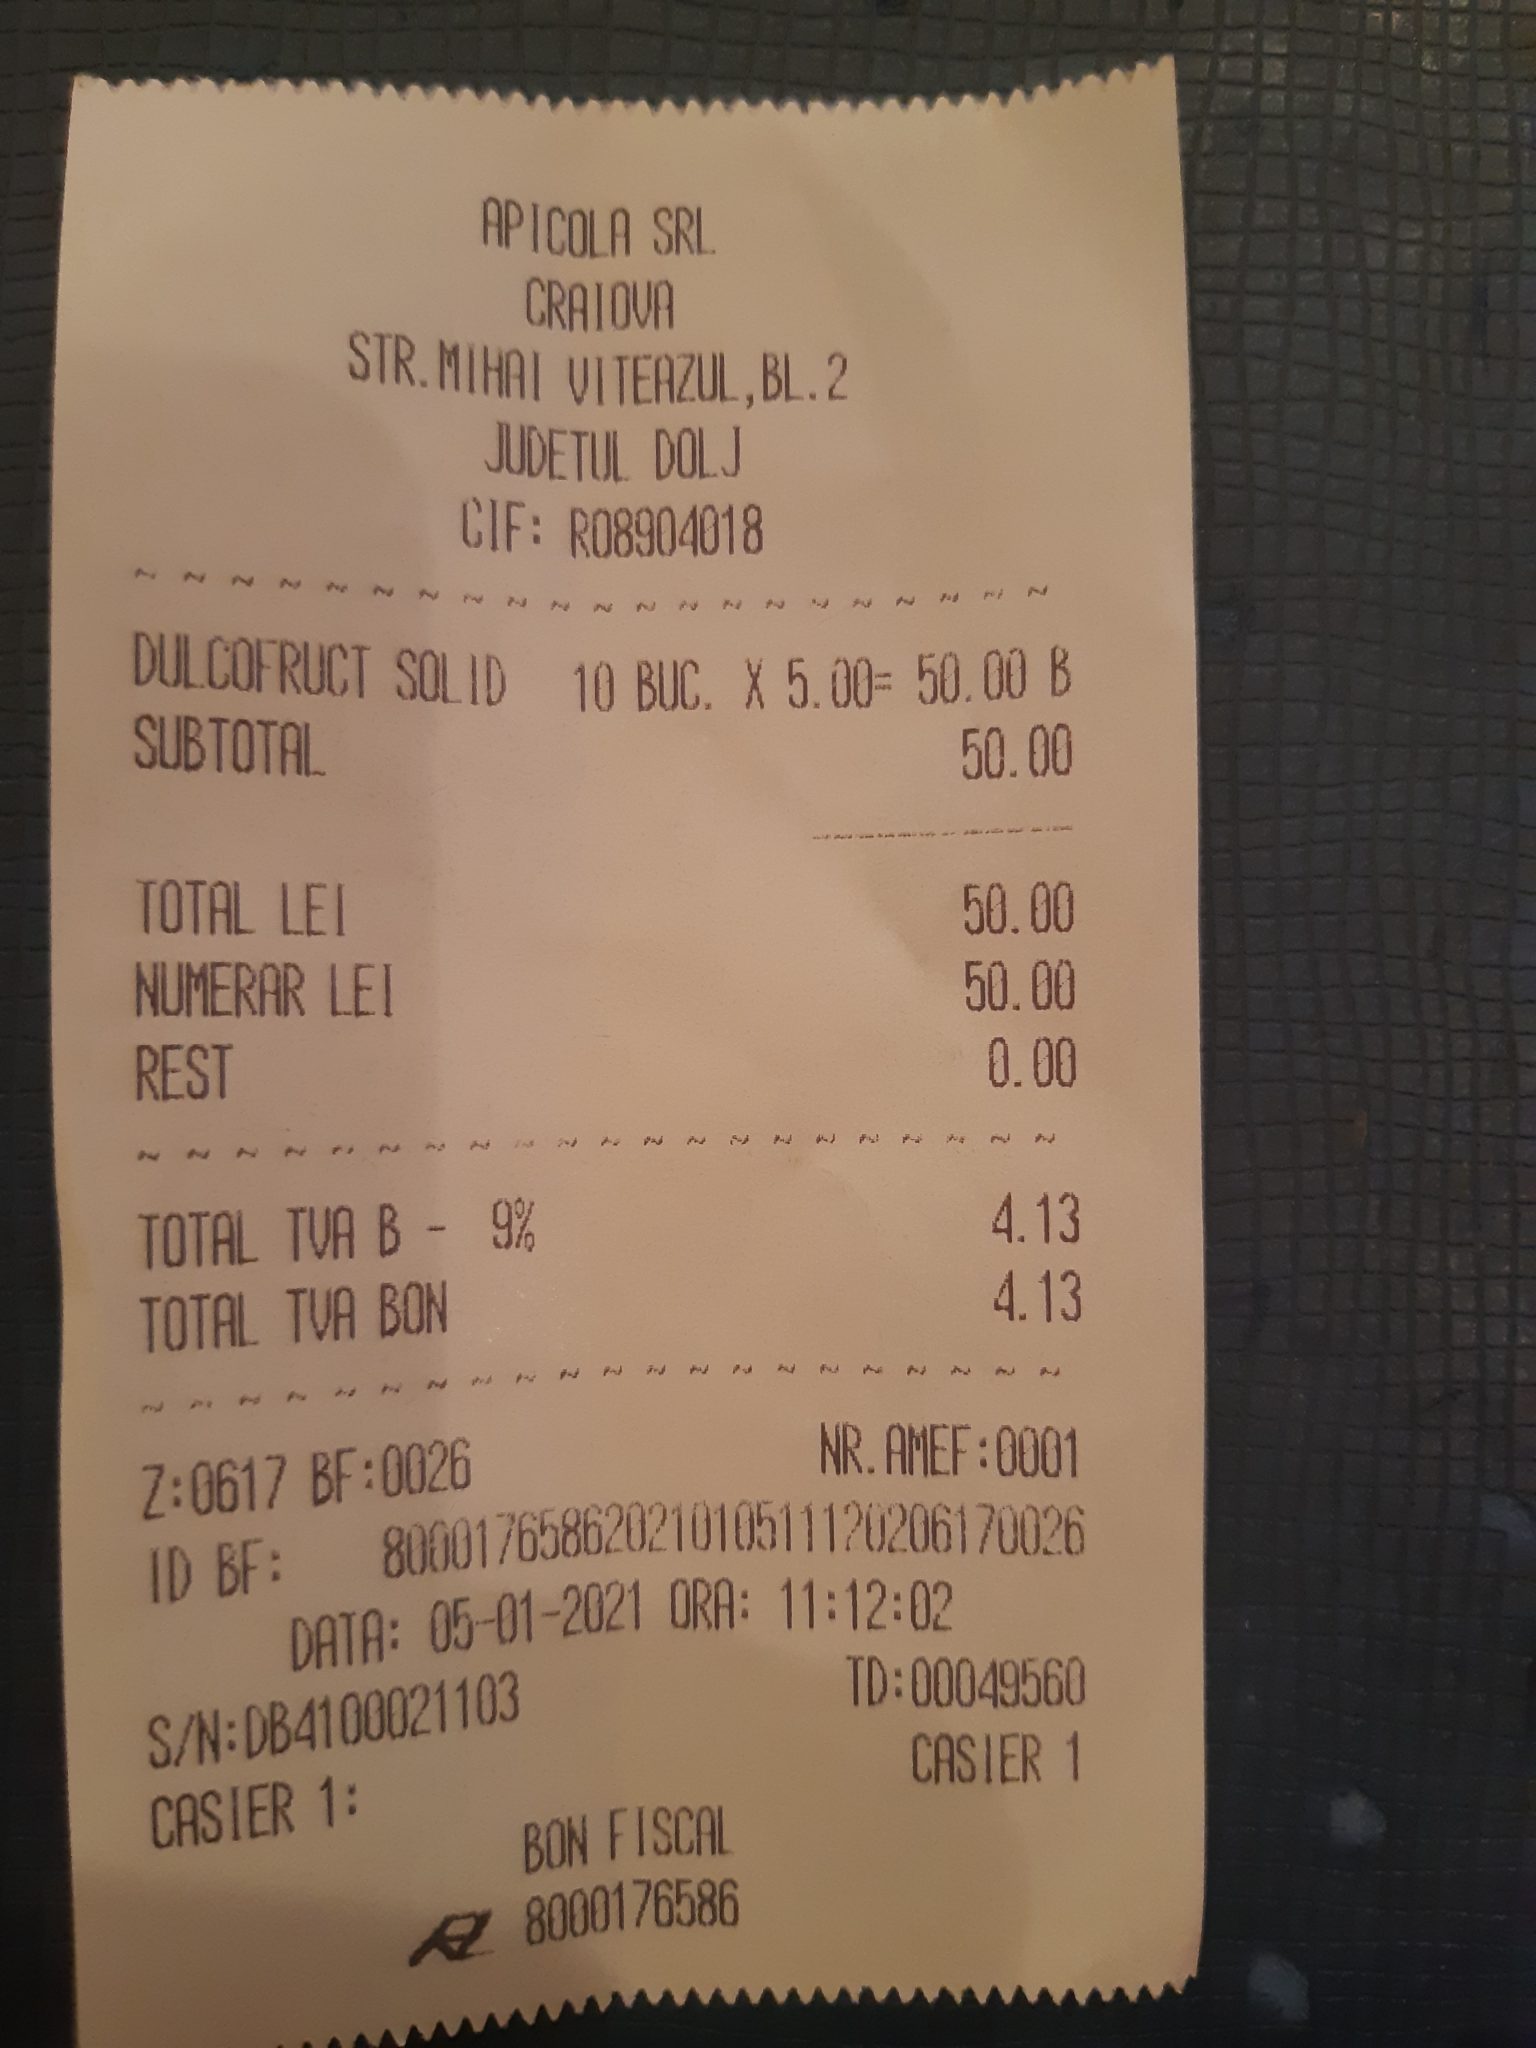 APICOLA SRL
CRAIOVA
STR.MIHAI VITEAZUL,BL.2
JUDETUL DOLJ
CIF: RO8904018
~ ~ ~ ~ ~ ~ ~ ~ ~ ~ ~ ~ ~ ~ ~ ~ ~ ~ ~ ~ ~
DULCOFRUCT SOLID 10 BUC. X 5.00= 50.00 B
SUBTOTAL 50.00
------------
TOTAL LEI 50.00
NUMERAR LEI 50.00
REST 0.00
~ ~ ~ ~ ~ ~ ~ ~ ~ ~ ~ ~ ~ ~ ~ ~ ~ ~ ~ ~ ~
TOTAL TVA B - 9% 4.13
TOTAL TVA BON 4.13
~ ~ ~ ~ ~ ~ ~ ~ ~ ~ ~ ~ ~ ~ ~ ~ ~ ~ ~ ~ ~
Z:0617 BF:0026 NR.AMEF:0001
ID BF: 80001765862021010511120206170026
DATA: 05-01-2021 ORA: 11:12:02
S/N:DB4100021103 TD:00049560
CASIER 1: CASIER 1
BON FISCAL
8000176586